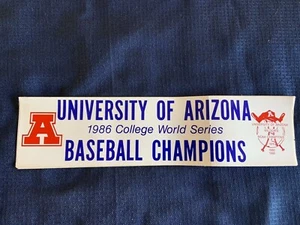 A
UNIVERSITY OF ARIZONA
1986 College World Series
BASEBALL CHAMPIONS